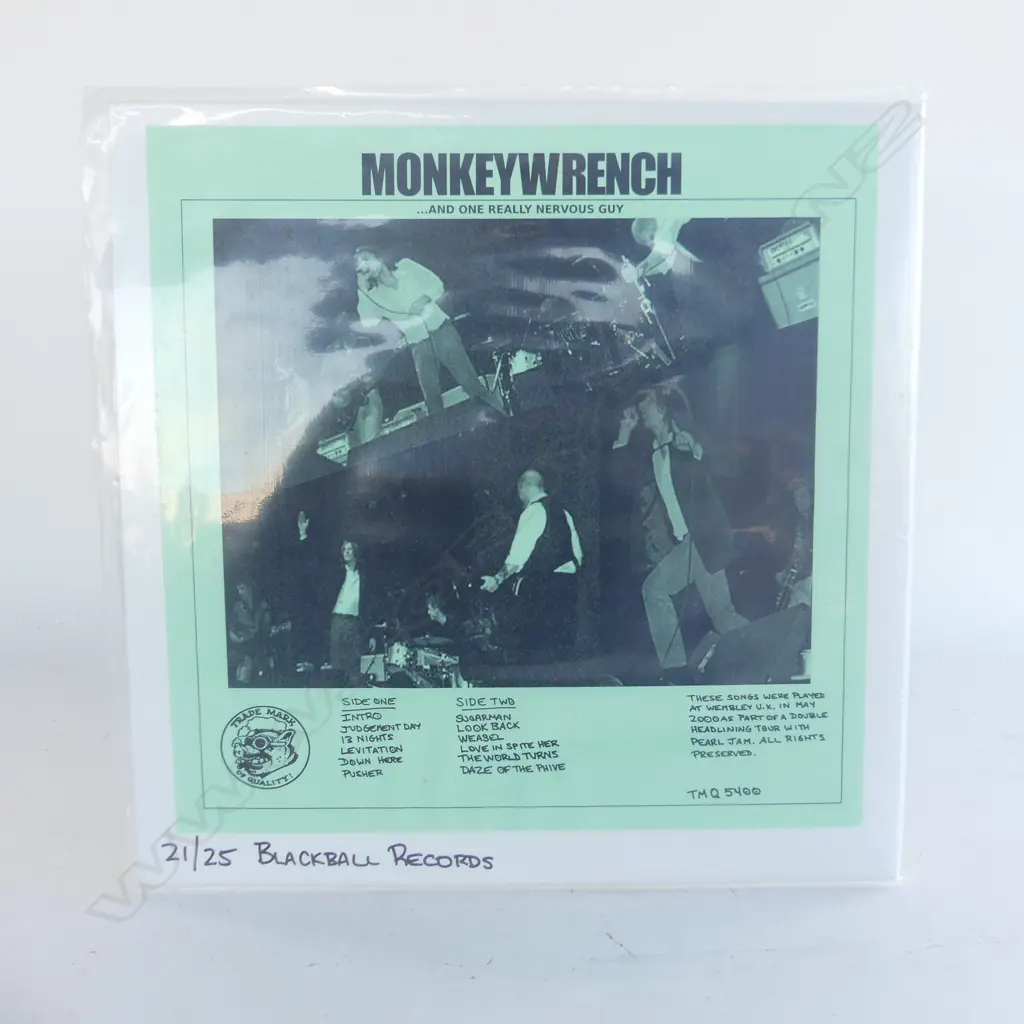 MONKEYWRENCH
...AND ONE REALLY NERVOUS GUY
TRADE MARK
OF QUALITY!
SIDE ONE
INTRO
JUDGEMENT DAY
13 NIGHTS
LEVITATION
DOWN HERE
PUSHER
SIDE TWO
SUGARMAN
LOOK BACK
WEASEL
LOVE IN SPITE HER
THE WORLD TURNS
DAZE OF THE PHIVE
THESE SONGS WERE PLAYED
AT WEMBLEY U.K. IN MAY
2000 AS PART OF A DOUBLE
HEADLINING TOUR WITH
PEARL JAM. ALL RIGHTS
PRESERVED.
TMQ 5400
21/25 BLACKBALL RECORDS